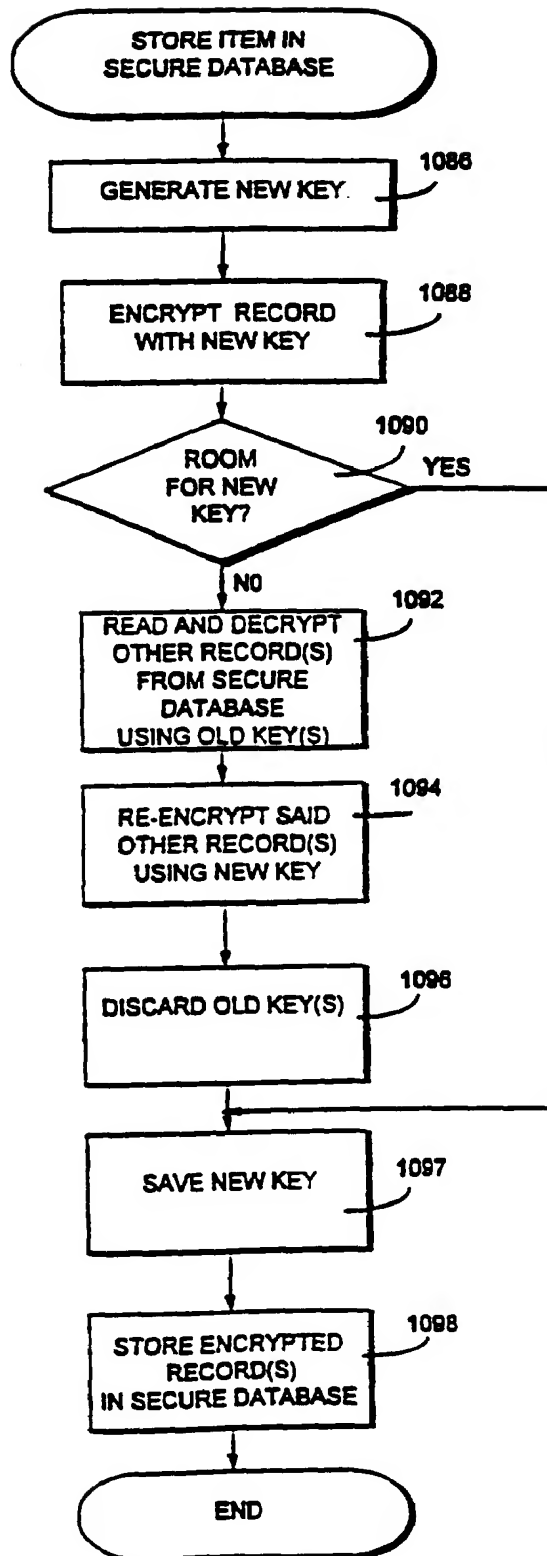 STORE ITEM IN
SECURE DATABASE
1086
GENERATE NEW KEY.
1088
ENCRYPT RECORD
WITH NEW KEY
1090
ROOM
FOR NEW
KEY?
YES
NO
1092
READ AND DECRYPT
OTHER RECORD(S)
FROM SECURE
DATABASE
USING OLD KEY(S)
1094
RE-ENCRYPT SAID
OTHER RECORD(S)
USING NEW KEY
1096
DISCARD OLD KEY(S)
SAVE NEW KEY
1097
1098
STORE ENCRYPTED
RECORD(S)
IN SECURE DATABASE
END